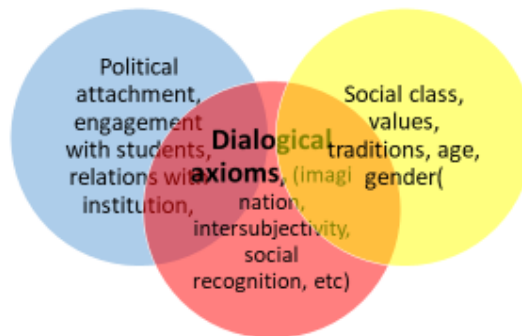 Political
attachment,
engagement
with students,
relations with
institution,
Dialogical
axioms, (imagi
nation,
intersubjectivity,
social
recognition, etc)
Social class,
values,
traditions, age,
gender(